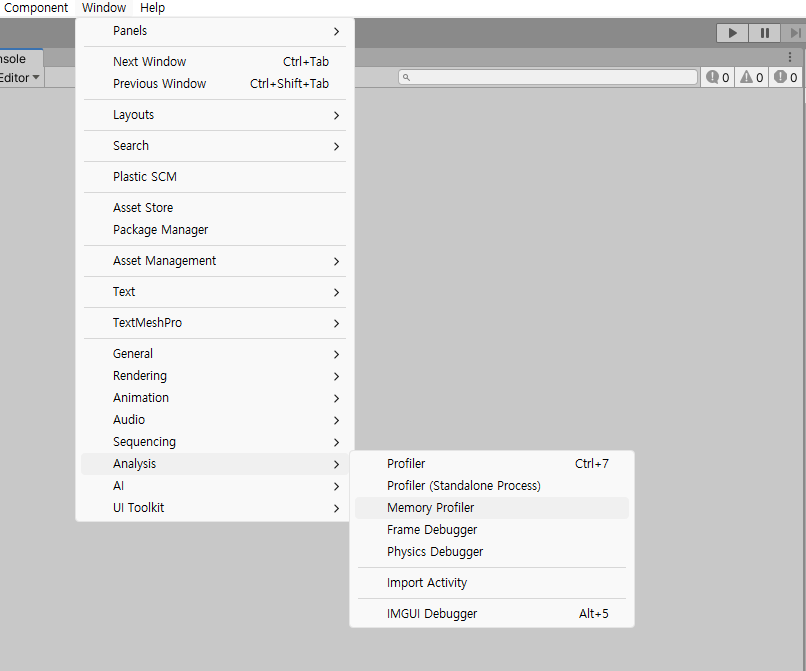 Component Window Help
Panels
nsole
Next Window Ctrl+Tab
Editor
0 0 0
Previous Window Ctrl+Shift+Tab
Layouts
Search
Plastic SCM
Asset Store
Package Manager
Asset Management
Text
TextMeshPro
General
Rendering
Animation
Audio
Sequencing
Analysis
AI
UI Toolkit
Profiler Ctrl+7
Profiler (Standalone Process)
Memory Profiler
Frame Debugger
Physics Debugger
Import Activity
IMGUI Debugger Alt+5